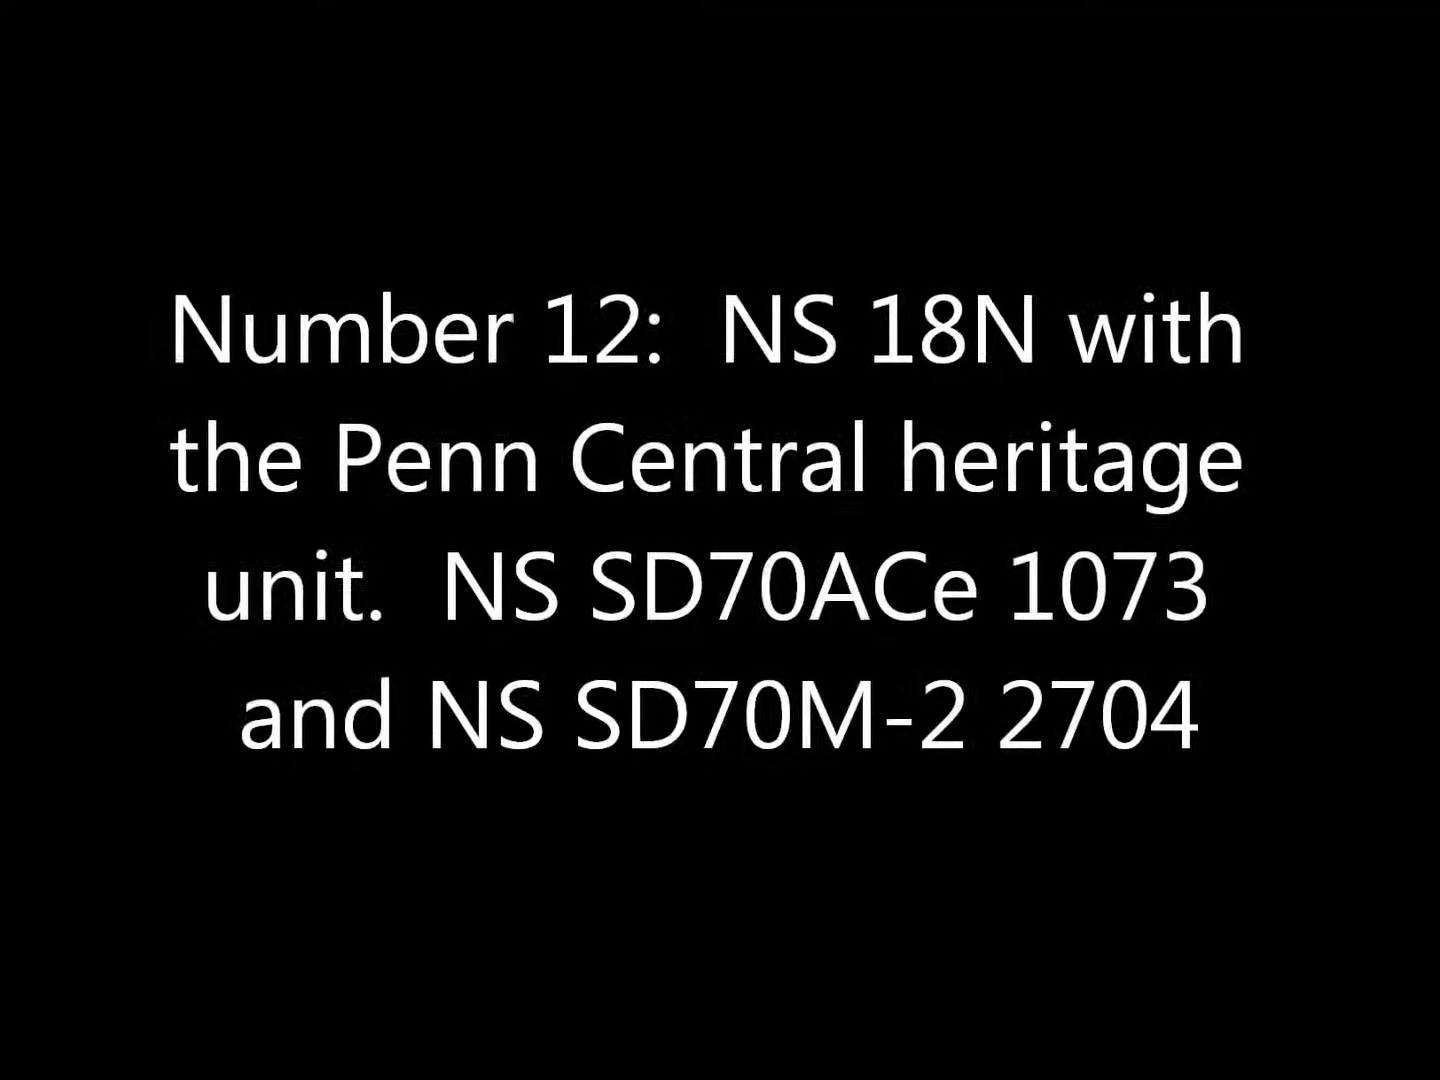 Number 12:  NS 18N with
the Penn Central heritage
unit.  NS SD70ACe 1073
and NS SD70M-2 2704